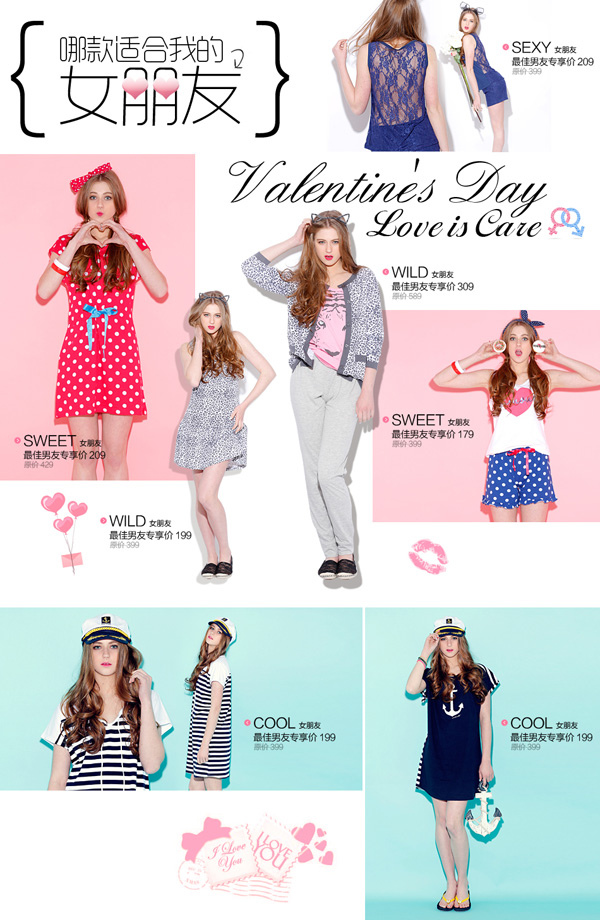 哪款适合我的
女朋友
SEXY 女朋友
最佳男友专享价 209
原价 399
Valentine's Day
Love is Care
WILD 女朋友
最佳男友专享价 309
原价 589
SWEET 女朋友
最佳男友专享价 209
原价 429
SWEET 女朋友
最佳男友专享价 179
原价 399
WILD 女朋友
最佳男友专享价 199
原价 399
COOL 女朋友
最佳男友专享价 199
原价 399
COOL 女朋友
最佳男友专享价 199
原价 399
I Love
You
I LOVE
YOU!